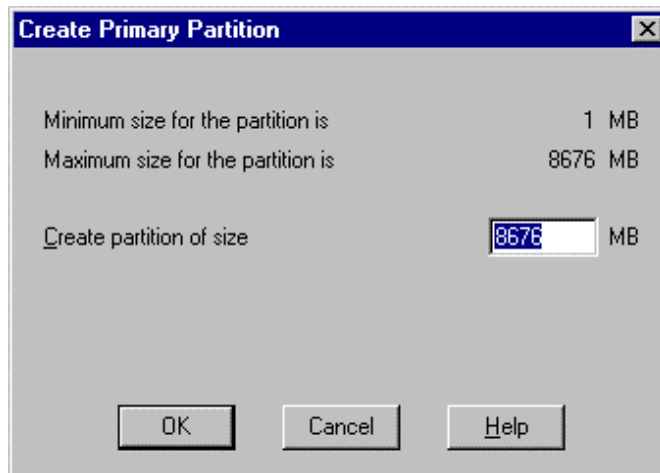 Create Primary Partition
Minimum size for the partition is 1 MB
Maximum size for the partition is 8676 MB
Create partition of size 8676 MB
OK Cancel Help